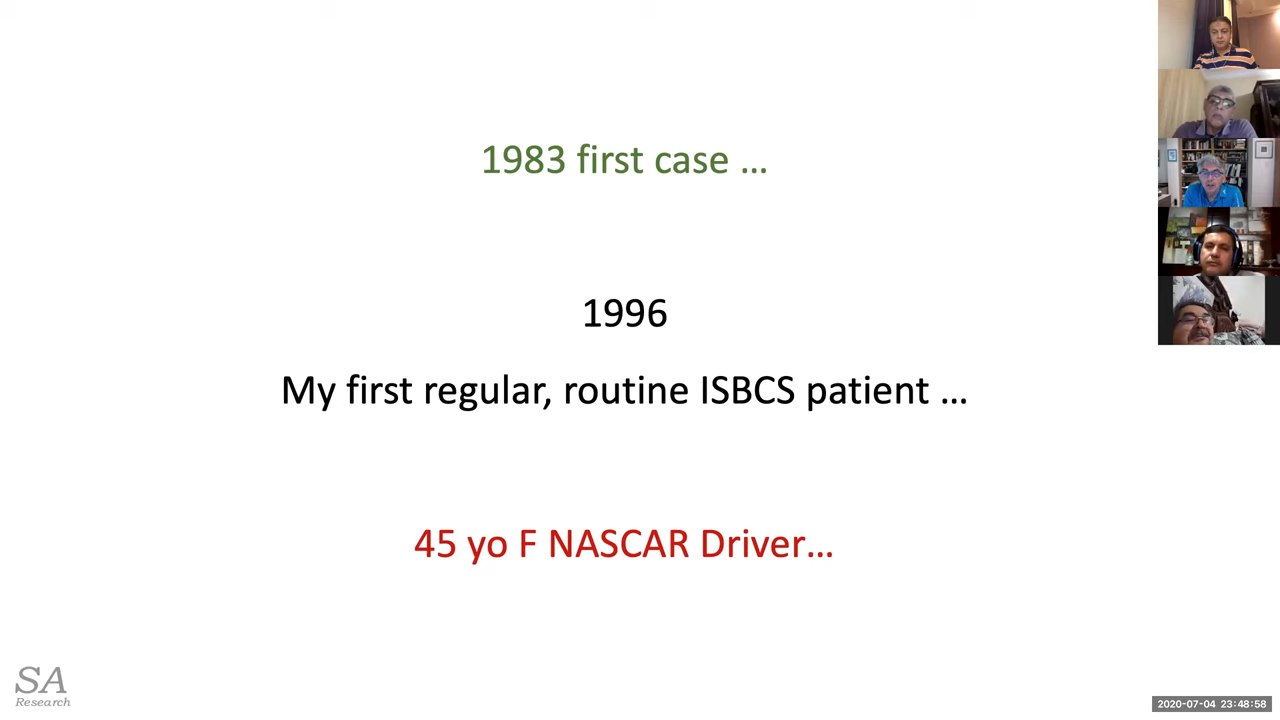 1983 first case …
1996
My first regular, routine ISBCS patient …
45 yo F NASCAR Driver…
SA
Research
2020-07-04 23:48:58